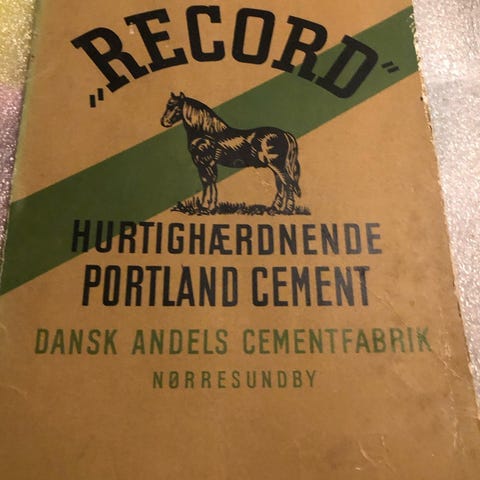 „RECORD"
HURTIGHÆRDNENDE
PORTLAND CEMENT
DANSK ANDELS CEMENTFABRIK
NØRRESUNDBY